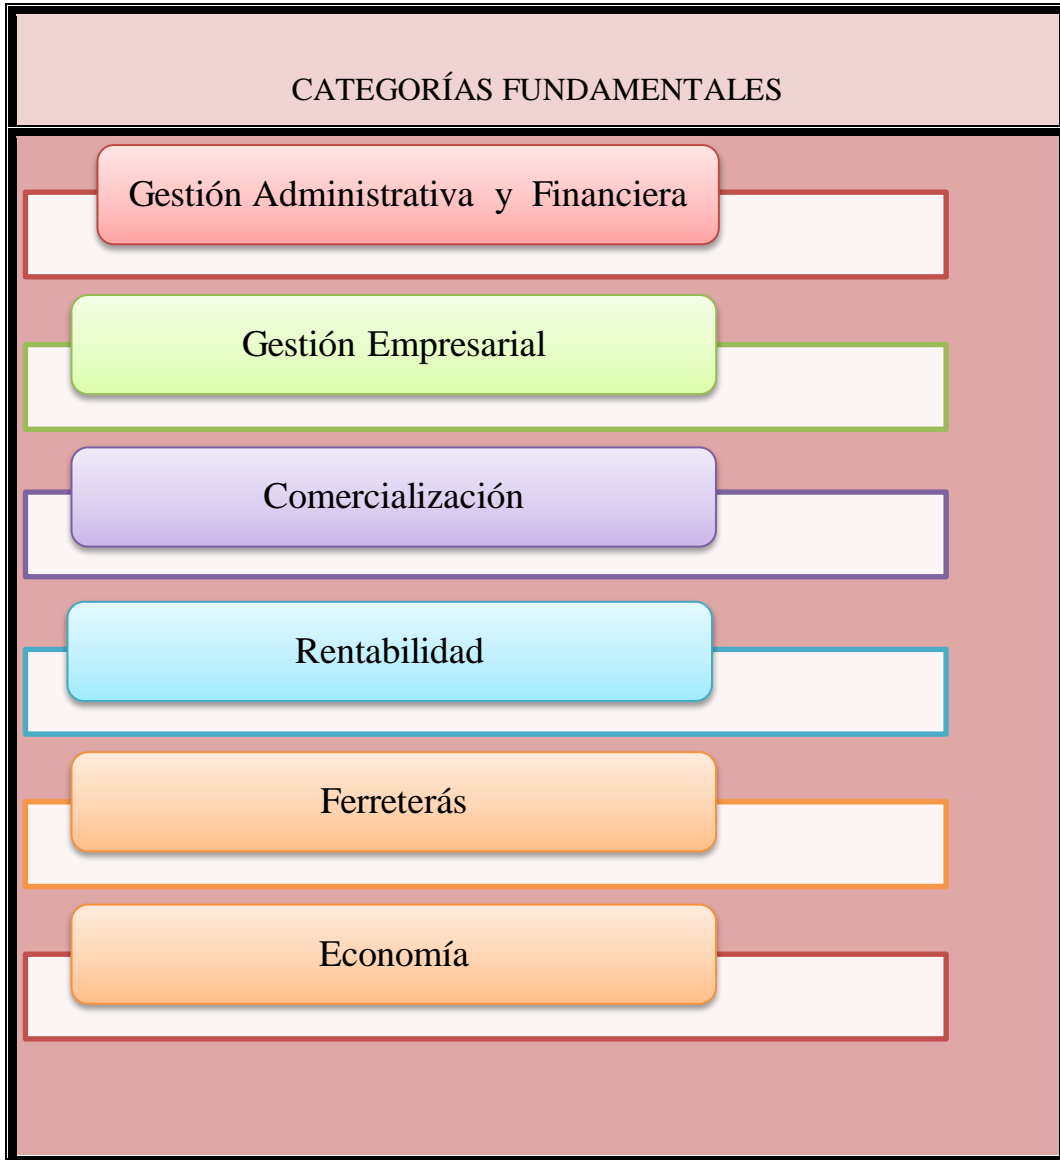 CATEGORÍAS FUNDAMENTALES
Gestión Administrativa y Financiera
Gestión Empresarial
Comercialización
Rentabilidad
Ferreterás
Economía